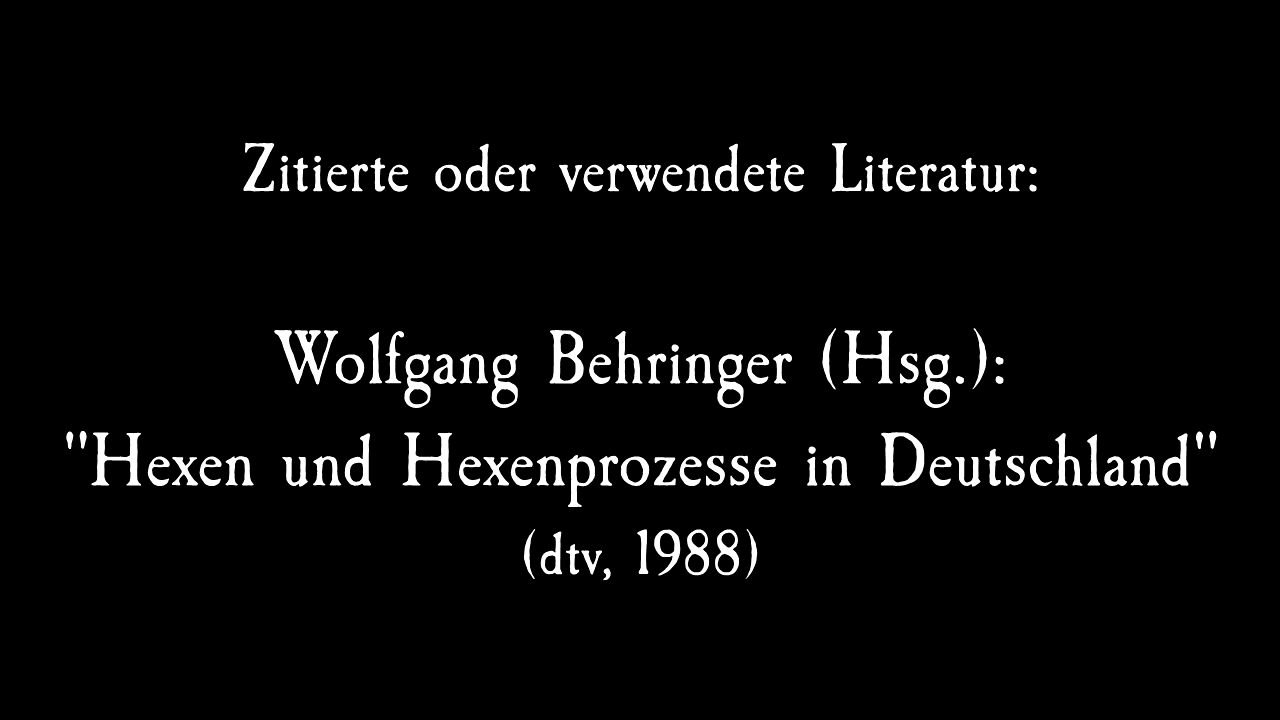 Zitierte oder verwendete Literatur:
Wolfgang Behringer (Hsg.):
"Hexen und Hexenprozesse in Deutschland"
(dtv, 1988)